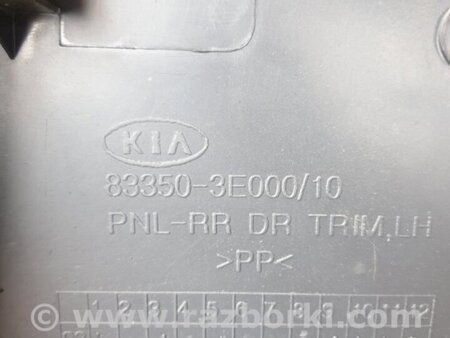 KIA
83350-3E000/10
PNL-RR DR TRIM,LH
>PP<
1 2 3 4 5 6 7 8 9 10 11 12
www.razborki.com